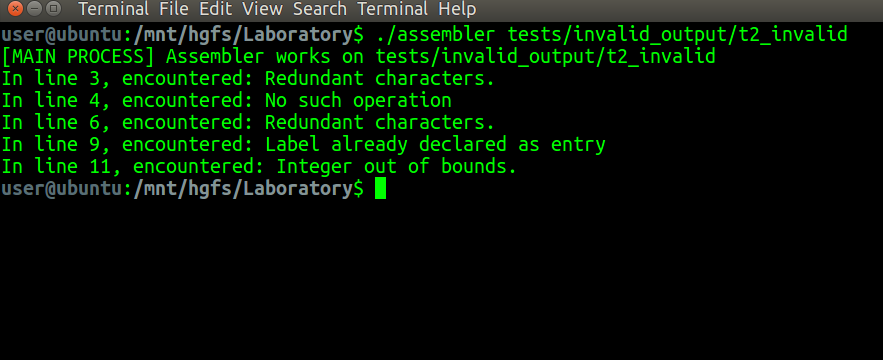 Terminal File Edit View Search Terminal Help
user@ubuntu:/mnt/hgfs/Laboratory$ ./assembler tests/invalid_output/t2_invalid
[MAIN PROCESS] Assembler works on tests/invalid_output/t2_invalid
In line 3, encountered: Redundant characters.
In line 4, encountered: No such operation
In line 6, encountered: Redundant characters.
In line 9, encountered: Label already declared as entry
In line 11, encountered: Integer out of bounds.
user@ubuntu:/mnt/hgfs/Laboratory$